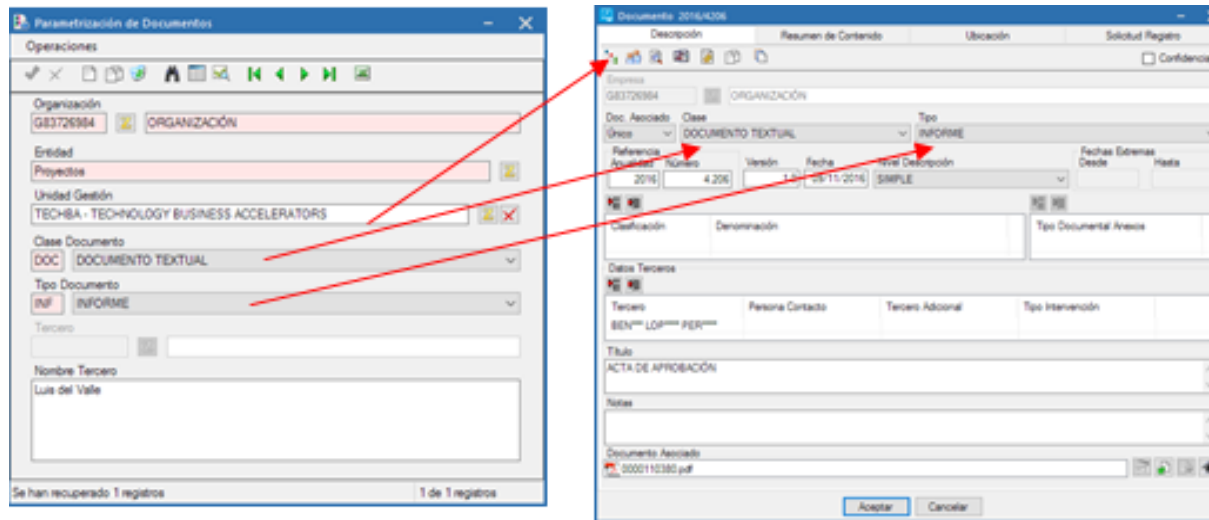 Parametrización de Documentos
Operaciones
Organización
G83726984 ORGANIZACIÓN
Entidad
Proyectos
Unidad Gestión
TECHBA - TECHNOLOGY BUSINESS ACCELERATORS
Clase Documento
DOC DOCUMENTO TEXTUAL
Tipo Documento
INF INFORME
Tercero
Nombre Tercero
Luis del Valle
Se han recuperado 1 registros 1 de 1 registros
Documento 2016/4206
Descripción Resumen de Contenido Ubicación Solicitud Registro
Confidencia
Empresa
G83726984 ORGANIZACIÓN
Doc. Asociado Clase Tipo
Único DOCUMENTO TEXTUAL INFORME
Referencia Fechas Extremas
Anualidad Número Versión Fecha Nivel Descripción Desde Hasta
2016 4.206 /11/2016 SIMPLE
Clasificación Denominación Tipo Documental Anexos
Datos Terceros
Tercero Persona Contacto Tercero Adicional Tipo Intervención
BEN*** LOP**** PER****
Título
ACTA DE APROBACIÓN
Notas
Documento Asociado
0000110380.pdf
Aceptar Cancelar